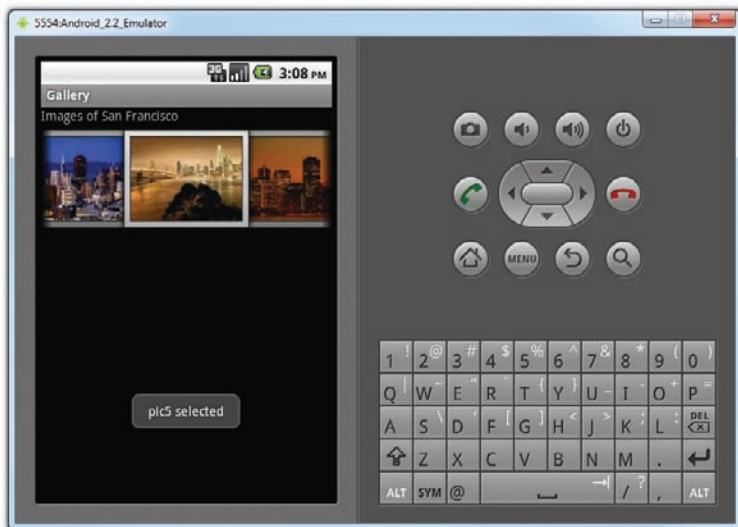 5554:Android_2.2_Emulator
3G 3:08 PM
Gallery
Images of San Francisco
pic5 selected
MENU
1 ! 2 @ 3 # 4 $ 5 % 6 ^ 7 & 8 * 9 ( 0 )
Q | W ~ E " R ` T { Y } U _ I - O + P =
A S \ D ' F [ G ] H < J > K ; L : DEL
Z X C V B N M .
ALT SYM @ / ? , ALT